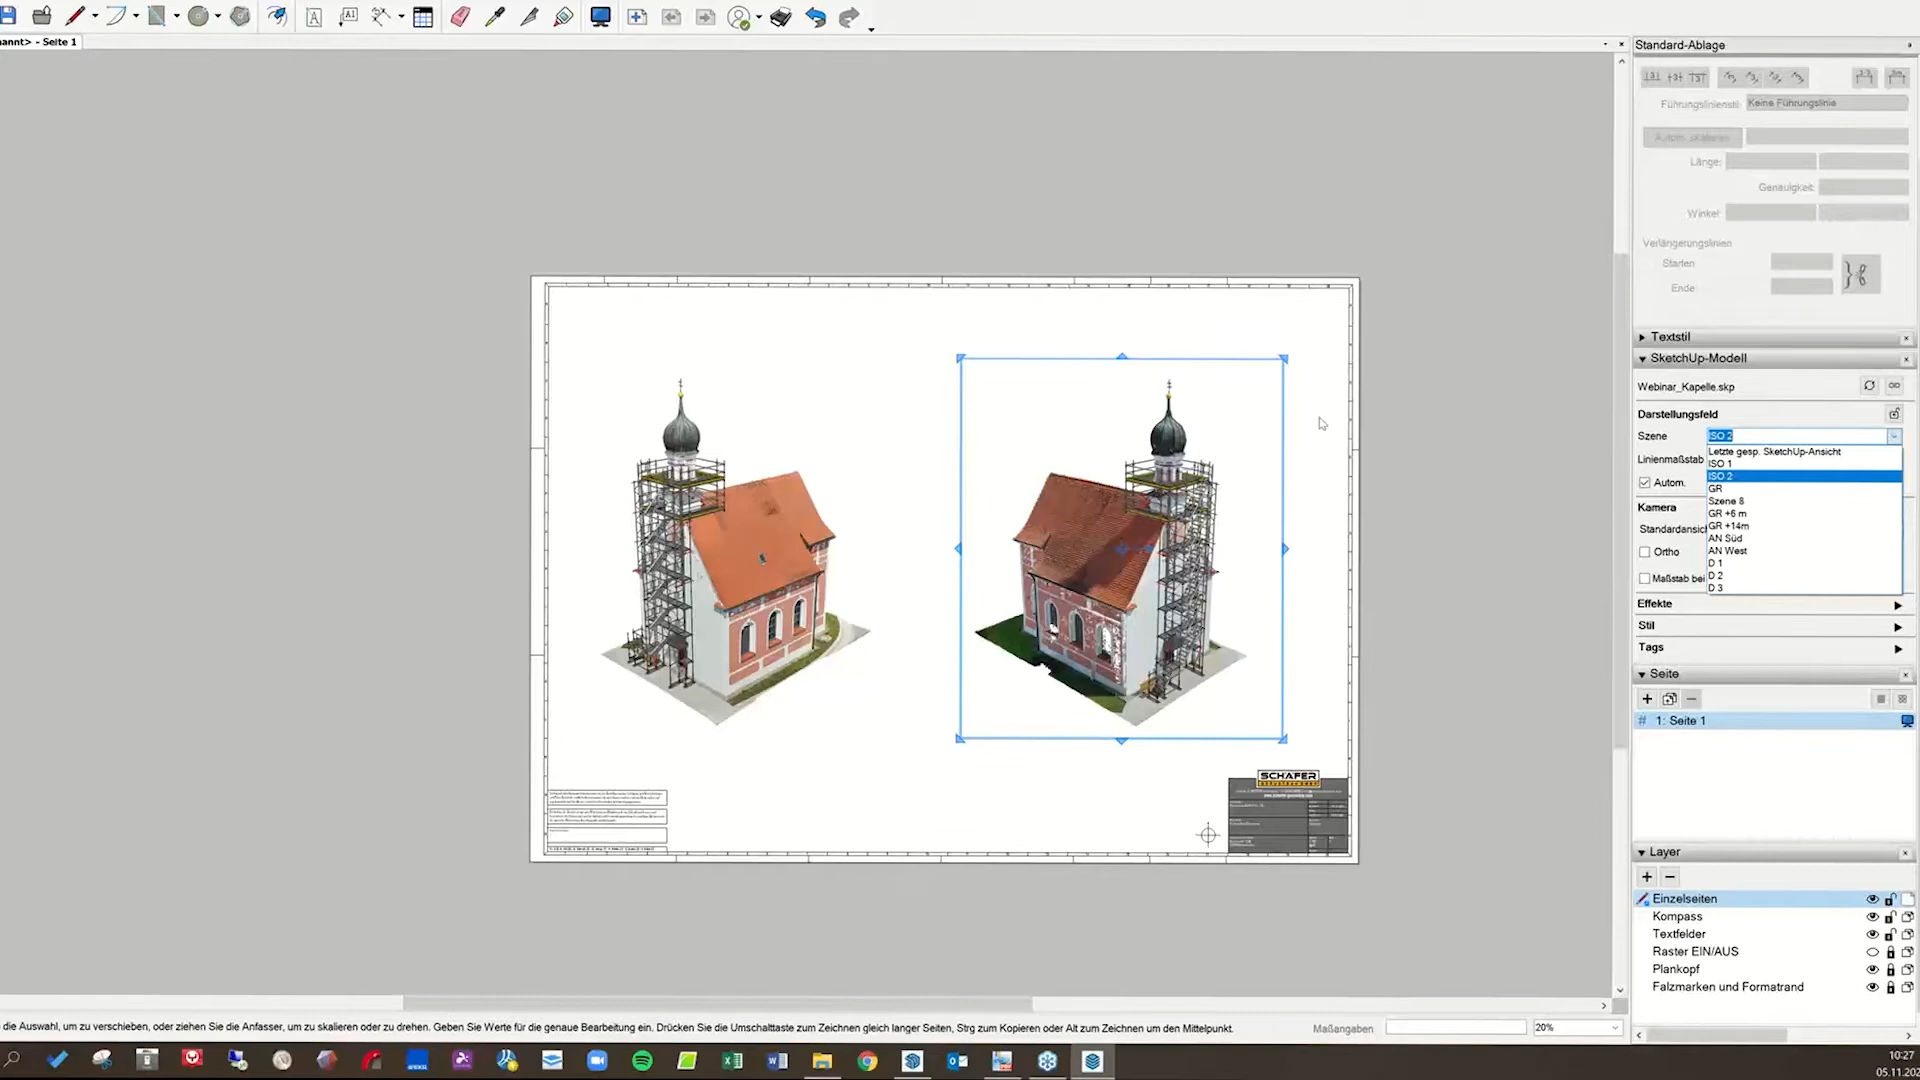 annt> - Seite 1
Standard-Ablage
Führungslinienstil: Keine Führungslinie
Autom. skalieren
Länge:
Genauigkeit:
Winkel:
Verlängerungslinien
Starten
Ende:
Textstil
SketchUp-Modell
Webinar_Kapelle.skp
Darstellungsfeld
Szene ISO 2
Letzte gesp. SketchUp-Ansicht
Linienmaßstab
ISO 1
ISO 2
Autom.
GR
Szene 8
Kamera
GR +6 m
GR +14m
Standardansich
AN Süd
Ortho
AN West
D 1
D 2
Maßstab bei
D 3
Effekte
Stil
Tags
Seite
# 1: Seite 1
SCHÄFER
Layer
Einzelseiten
Kompass
Textfelder
Raster EIN/AUS
Plankopf
Falzmarken und Formatrand
die Auswahl, um zu verschieben, oder ziehen Sie die Anfasser, um zu skalieren oder zu drehen. Geben Sie Werte für die genaue Bearbeitung ein. Drücken Sie die Umschalttaste zum Zeichnen gleich langer Seiten, Strg zum Kopieren oder Alt zum Zeichnen um den Mittelpunkt.
Maßangaben
20%
10:27
05.11.202